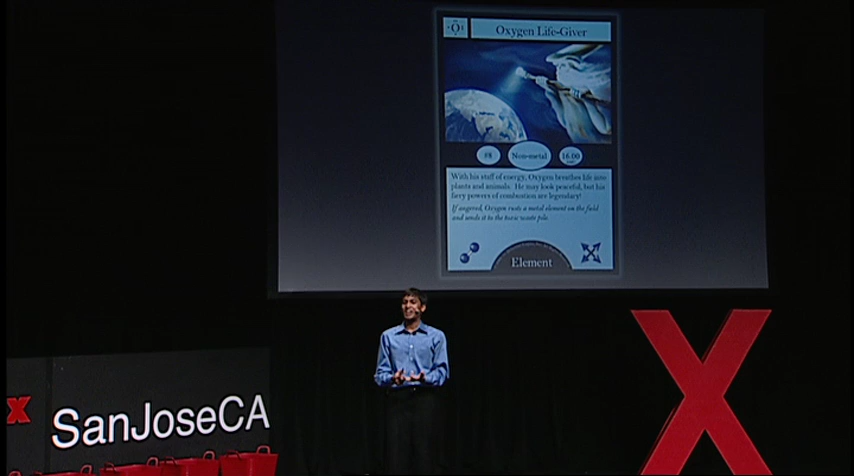 O
Oxygen Life-Giver
#8
Non-metal
16.00
With his staff of energy, Oxygen breathes life into
plants and animals. He may look peaceful, but his
fiery powers of combustion are legendary!
If angered, Oxygen rusts a metal element on the field
and sends it to the toxic waste pile.
Element
X
SanJoseCA
X